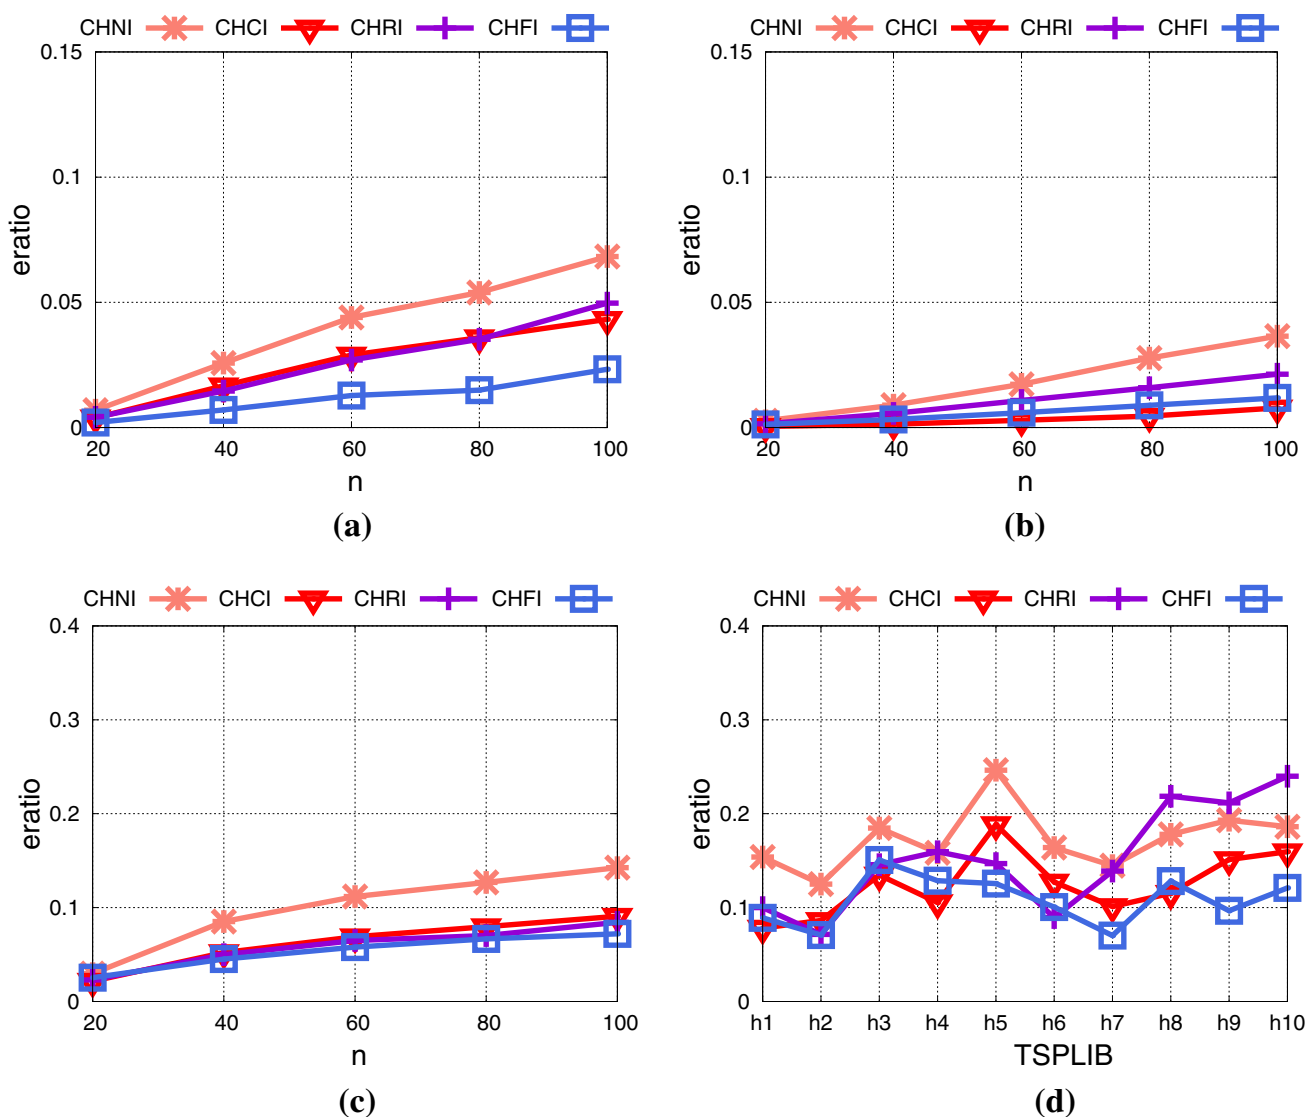 CHNI CHCI CHRI CHFI
0.15
0.1
0.05
0
eratio
20 40 60 80 100
n
(a)
CHNI CHCI CHRI CHFI
0.15
0.1
0.05
0
eratio
20 40 60 80 100
n
(b)
CHNI CHCI CHRI CHFI
0.4
0.3
0.2
0.1
0
eratio
20 40 60 80 100
n
(c)
CHNI CHCI CHRI CHFI
0.4
0.3
0.2
0.1
0
eratio
h1 h2 h3 h4 h5 h6 h7 h8 h9 h10
TSPLIB
(d)